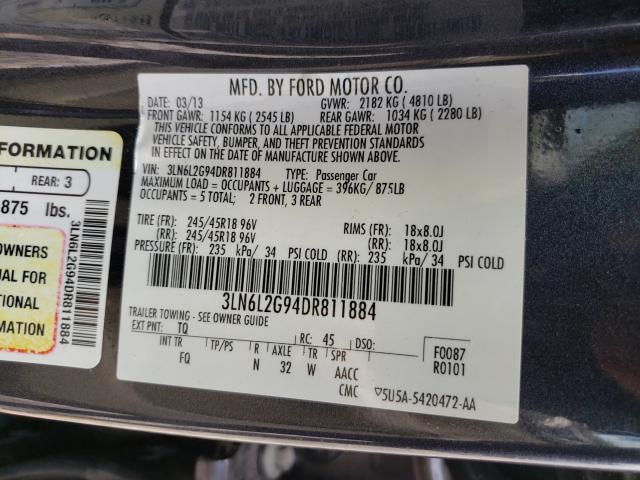 MFD. BY FORD MOTOR CO.
DATE: 03/13 GVWR: 2182 KG ( 4810 LB)
FRONT GAWR: 1154 KG ( 2545 LB) REAR GAWR: 1034 KG ( 2280 LB)
THIS VEHICLE CONFORMS TO ALL APPLICABLE FEDERAL MOTOR
VEHICLE SAFETY, BUMPER, AND THEFT PREVENTION STANDARDS
IN EFFECT ON THE DATE OF MANUFACTURE SHOWN ABOVE.
VIN: 3LN6L2G94DR811884 TYPE: Passenger Car
MAXIMUM LOAD = OCCUPANTS + LUGGAGE = 396KG/875LB
OCCUPANTS = 5 TOTAL; 2 FRONT, 3 REAR
TIRE (FR): 245/45R18 96V RIMS (FR): 18x8.0J
(RR): 245/45R18 96V (RR): 18x8.0J
PRESSURE (FR): 235 kPa/ 34 PSI COLD (RR): 235 kPa/ 34 PSI COLD
3LN6L2G94DR811884
TRAILER TOWING - SEE OWNER GUIDE
EXT PNT: TQ RC: 45 DSO: F0087
INT TR TP/PS R AXLE TR SPR R0101
FQ N 32 W AACC
CMC 5U5A-5420472-AA
FORMATION
REAR: 3
875 lbs.
OWNERS
UAL FOR
TIONAL
RMATION
3LN6L2G94DR811884